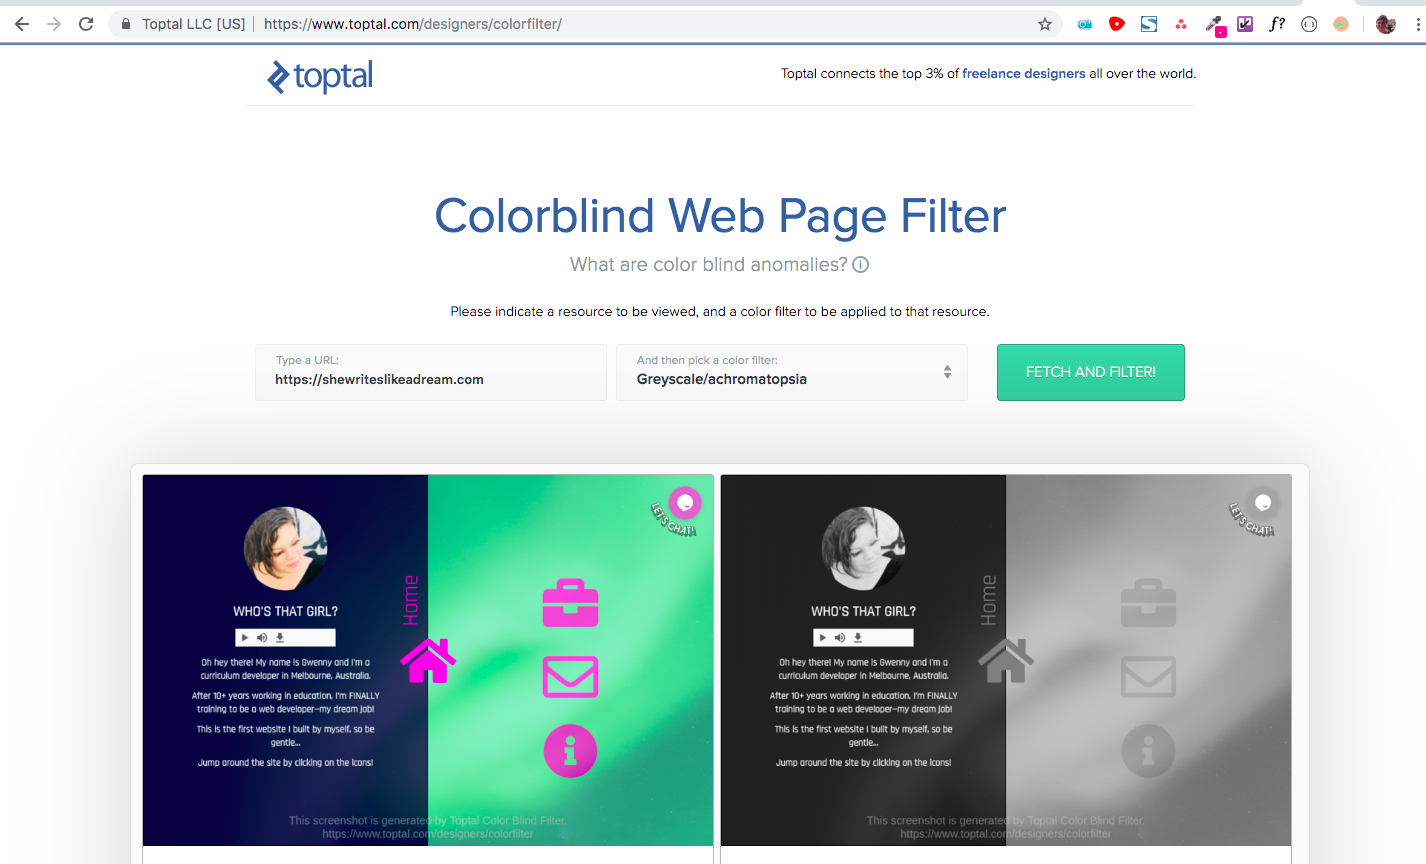 Toptal LLC [US] | https://www.toptal.com/designers/colorfilter/
toptal
Toptal connects the top 3% of freelance designers all over the world.
Colorblind Web Page Filter
What are color blind anomalies?
Please indicate a resource to be viewed, and a color filter to be applied to that resource.
Type a URL:
https://shewriteslikeadream.com
And then pick a color filter:
Greyscale/achromatopsia
FETCH AND FILTER!
LET'S CHAT!
Home
WHO'S THAT GIRL?
Oh hey there! My name is Gwenny and I'm a
curriculum developer in Melbourne, Australia.
After 10+ years working in education, I'm FINALLY
training to be a web developer—my dream job!
This is the first website I built by myself, so be
gentle...
Jump around the site by clicking on the icons!
This screenshot is generated by Toptal Color Blind Filter.
https://www.toptal.com/designers/colorfilter
LET'S CHAT!
Home
WHO'S THAT GIRL?
Oh hey there! My name is Gwenny and I'm a
curriculum developer in Melbourne, Australia.
After 10+ years working in education, I'm FINALLY
training to be a web developer—my dream job!
This is the first website I built by myself, so be
gentle...
Jump around the site by clicking on the icons!
This screenshot is generated by Toptal Color Blind Filter.
https://www.toptal.com/designers/colorfilter